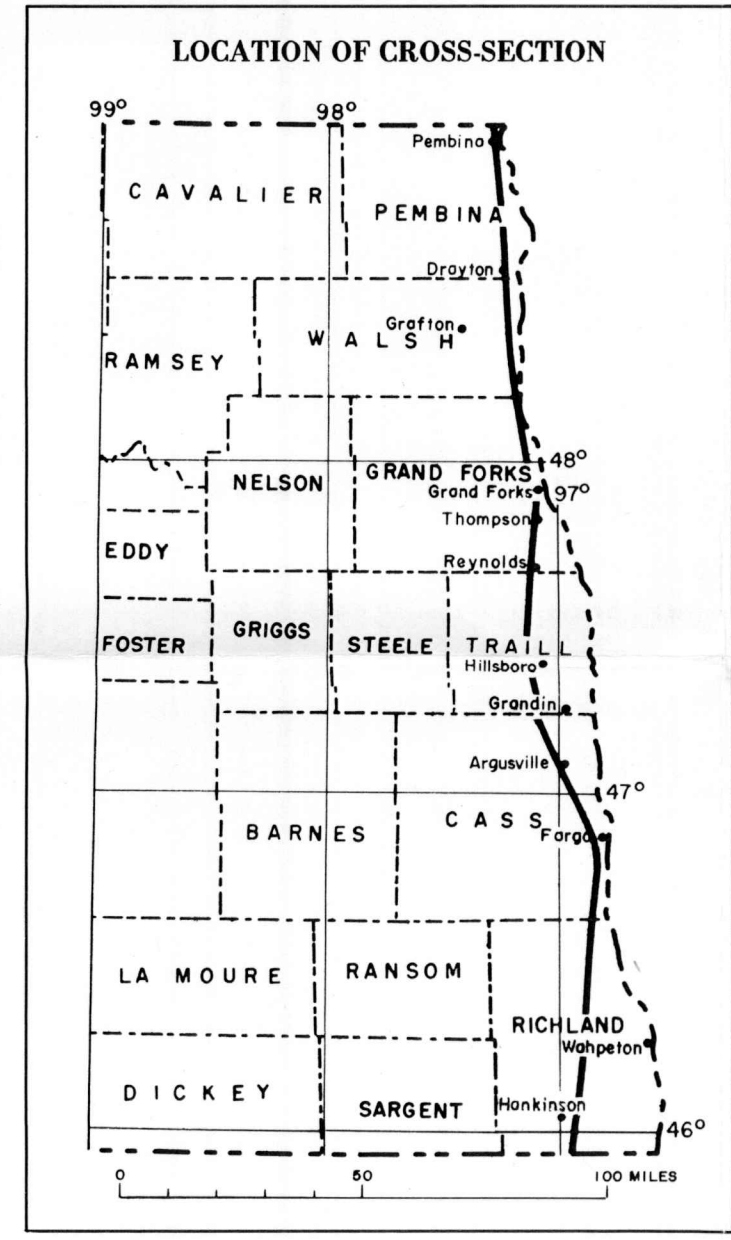 LOCATION OF CROSS-SECTION
99°
98°
Pembina
CAVALIER
PEMBINA
Drayton
Grafton
WALSH
RAMSEY
48°
NELSON
GRAND FORKS
Grand Forks
97°
Thompson
EDDY
Reynolds
GRIGGS
FOSTER
STEELE
TRAILL
Hillsboro
Grandin
Argusville
47°
CASS
BARNES
Fargo
LA MOURE
RANSOM
RICHLAND
Wahpeton
DICKEY
SARGENT
Hankinson
46°
0
50
100 MILES